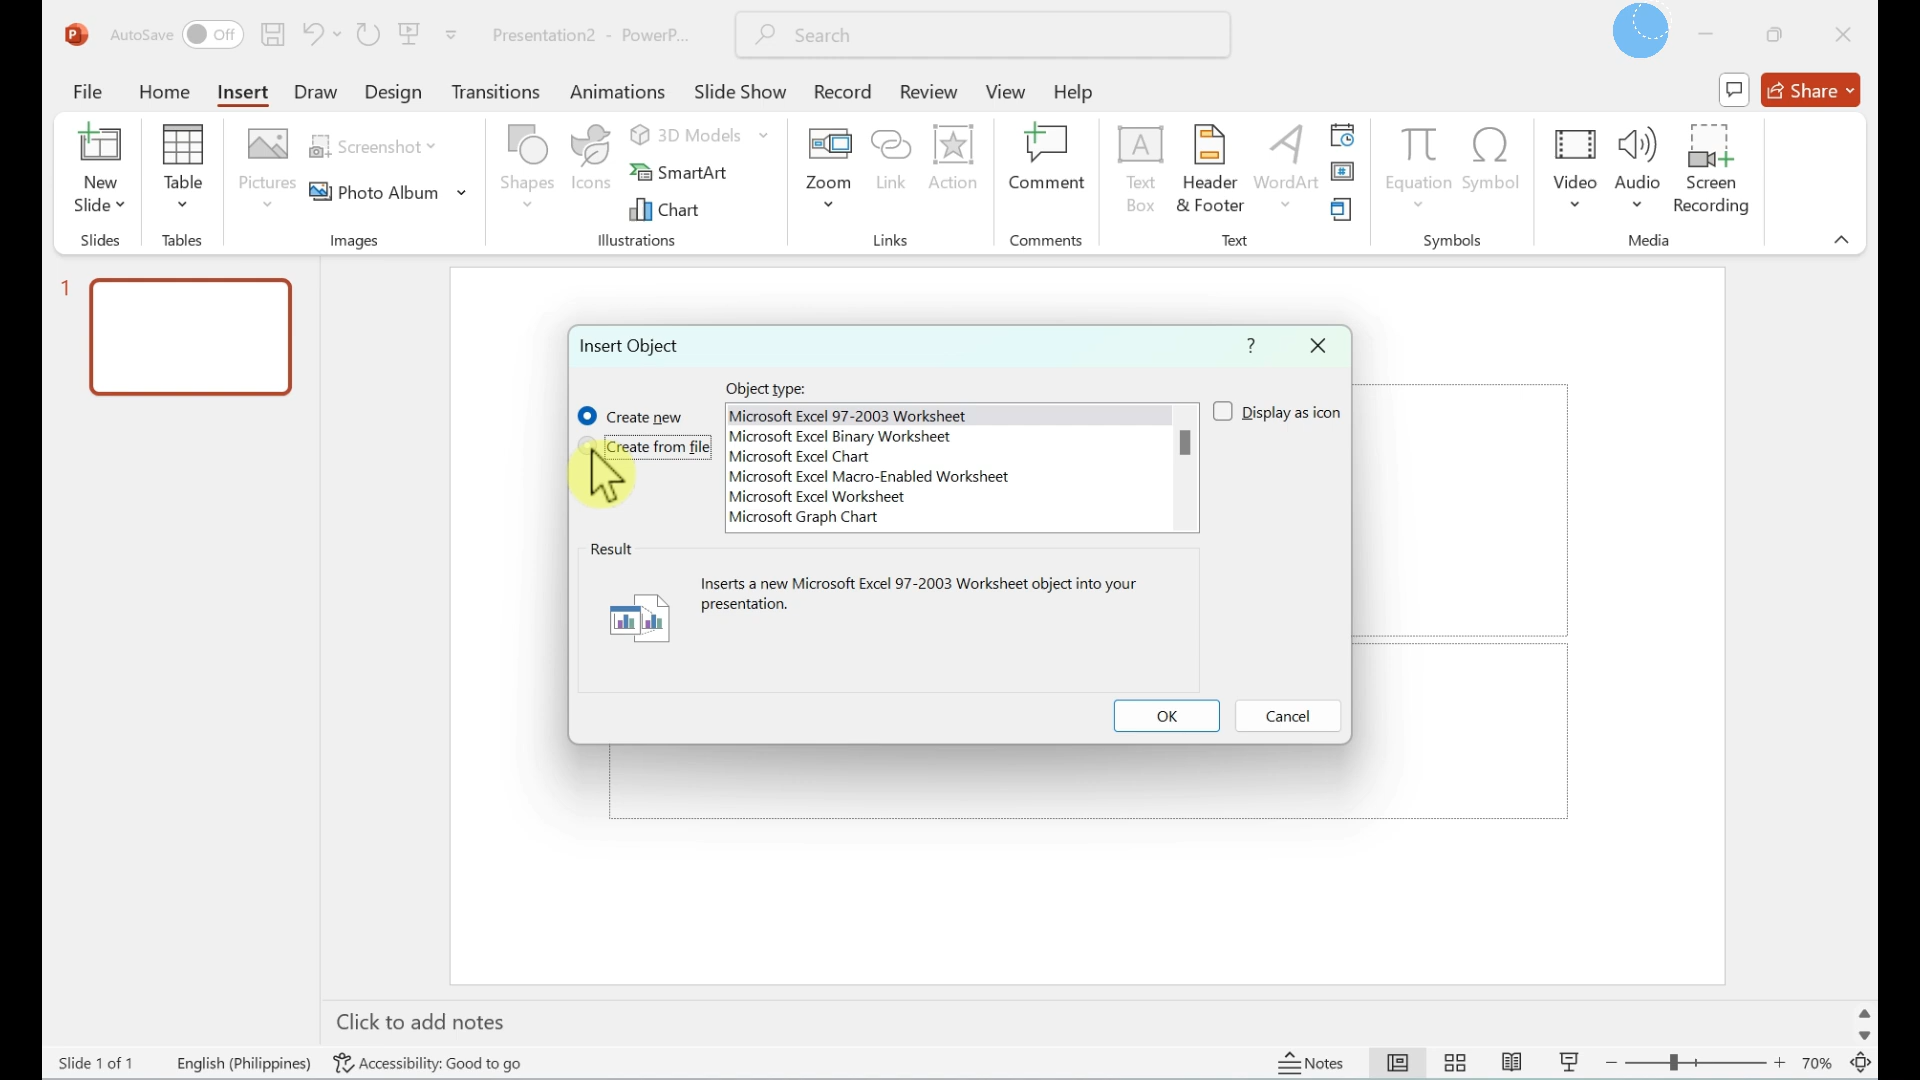 AutoSave Off Presentation2 - PowerP... Search
File Home Insert Draw Design Transitions Animations Slide Show Record Review View Help Share
New Slide
Slides
Table
Tables
Pictures
Screenshot
Photo Album
Images
Shapes
Icons
3D Models
SmartArt
Chart
Illustrations
Zoom
Link
Action
Links
Comment
Comments
Text Box
Header & Footer
WordArt
Text
Equation
Symbol
Symbols
Video
Audio
Screen Recording
Media
1
Insert Object ?
Object type:
Create new
Create from file
Microsoft Excel 97-2003 Worksheet
Microsoft Excel Binary Worksheet
Microsoft Excel Chart
Microsoft Excel Macro-Enabled Worksheet
Microsoft Excel Worksheet
Microsoft Graph Chart
Display as icon
Result
Inserts a new Microsoft Excel 97-2003 Worksheet object into your
presentation.
OK Cancel
Click to add notes
Slide 1 of 1 English (Philippines) Accessibility: Good to go Notes 70%